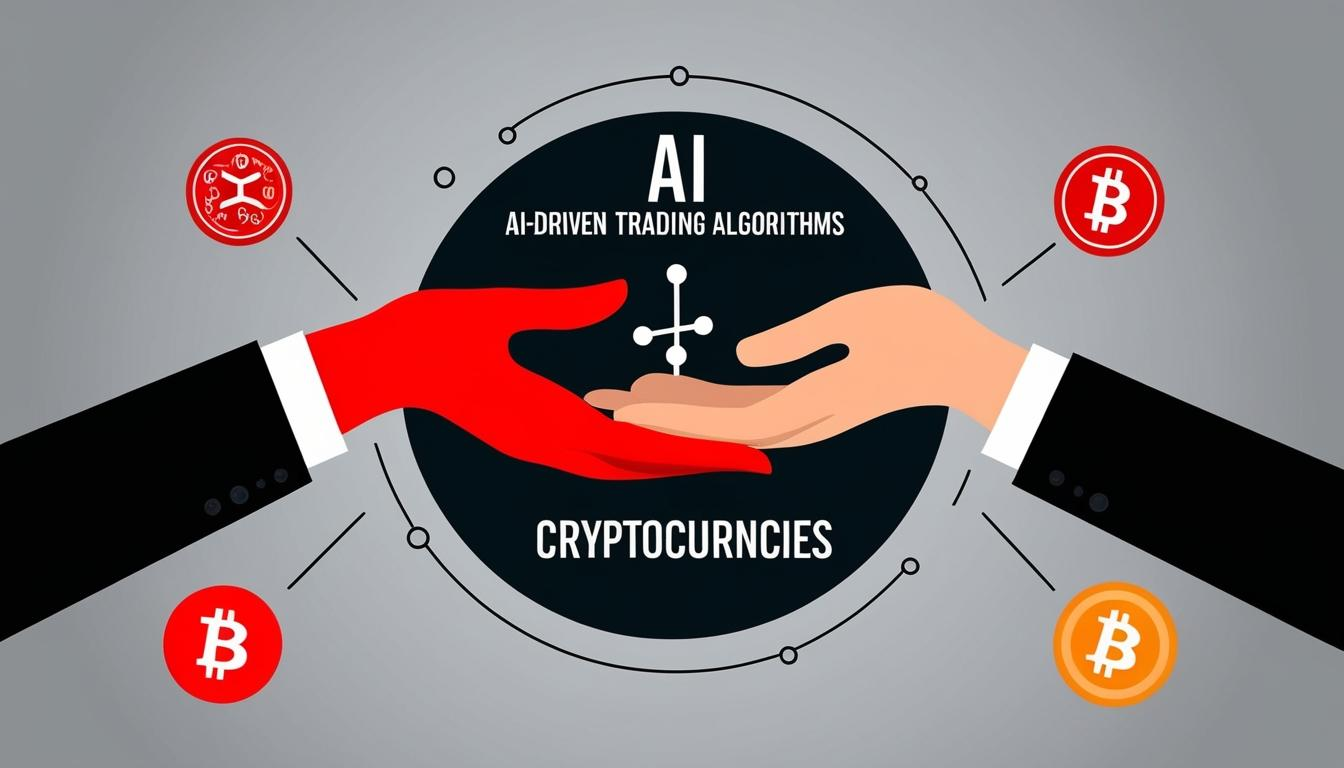 AI
AI-DRIVEN TRADING ALGORITHMS
CRYPTOCURNCIES